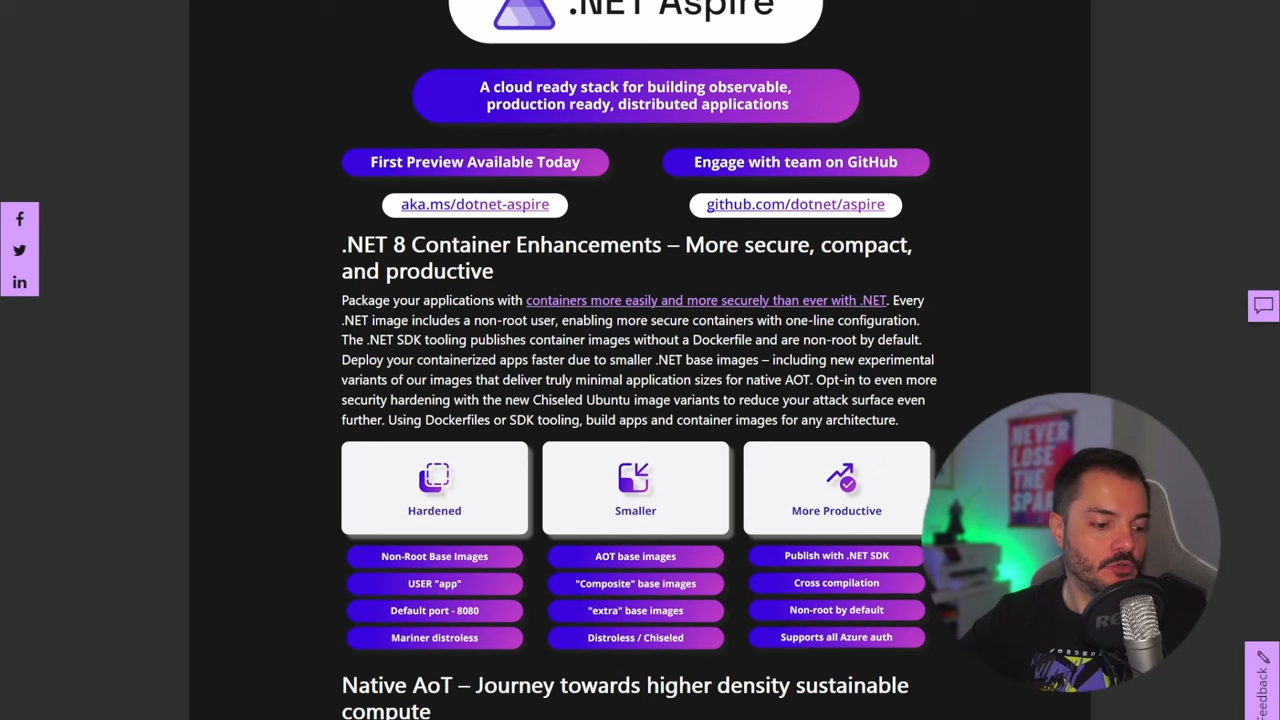 .NET Aspire
A cloud ready stack for building observable,
production ready, distributed applications
First Preview Available Today
Engage with team on GitHub
aka.ms/dotnet-aspire
github.com/dotnet/aspire
.NET 8 Container Enhancements – More secure, compact,
and productive
Package your applications with containers more easily and more securely than ever with .NET. Every
.NET image includes a non-root user, enabling more secure containers with one-line configuration.
The .NET SDK tooling publishes container images without a Dockerfile and are non-root by default.
Deploy your containerized apps faster due to smaller .NET base images – including new experimental
variants of our images that deliver truly minimal application sizes for native AOT. Opt-in to even more
security hardening with the new Chiseled Ubuntu image variants to reduce your attack surface even
further. Using Dockerfiles or SDK tooling, build apps and container images for any architecture.
Hardened
Non-Root Base Images
USER "app"
Default port - 8080
Mariner distroless
Smaller
AOT base images
"Composite" base images
"extra" base images
Distroless / Chiseled
More Productive
Publish with .NET SDK
Cross compilation
Non-root by default
Supports all Azure auth
Native AoT – Journey towards higher density sustainable
compute
f
in
NEVER
LOSE
THE
Feedback